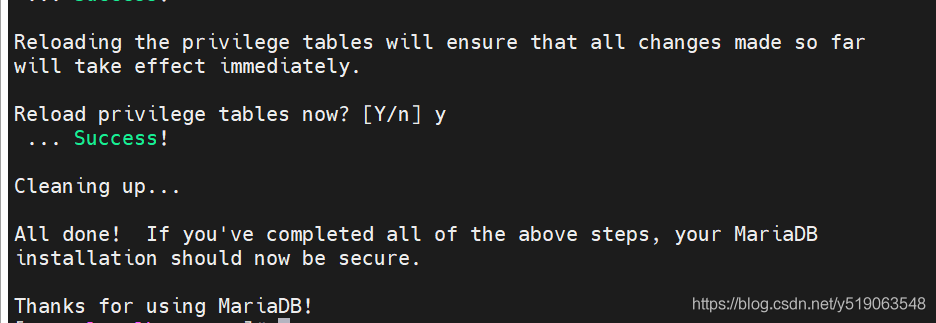 ... Success!
Reloading the privilege tables will ensure that all changes made so far
will take effect immediately.
Reload privilege tables now? [Y/n] y
... Success!
Cleaning up...
All done!  If you've completed all of the above steps, your MariaDB
installation should now be secure.
Thanks for using MariaDB!
https://blog.csdn.net/y519063548